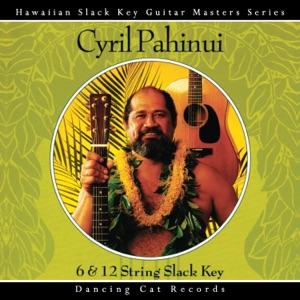 Hawaiian Slack Key Guitar Masters Series
Cyril Pahinui
6 & 12 String Slack Key
Dancing Cat Records